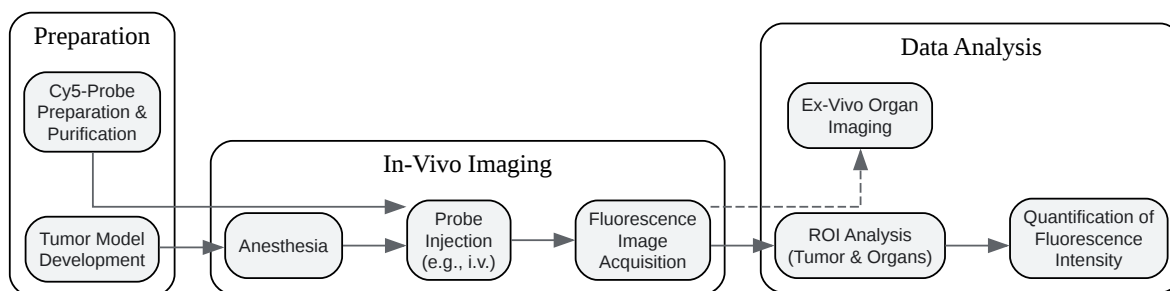 Preparation
Cy5-Probe
Preparation &
Purification
Tumor Model
Development
In-Vivo Imaging
Anesthesia
Probe
Injection
(e.g., i.v.)
Fluorescence
Image
Acquisition
Data Analysis
Ex-Vivo Organ
Imaging
ROI Analysis
(Tumor & Organs)
Quantification of
Fluorescence
Intensity